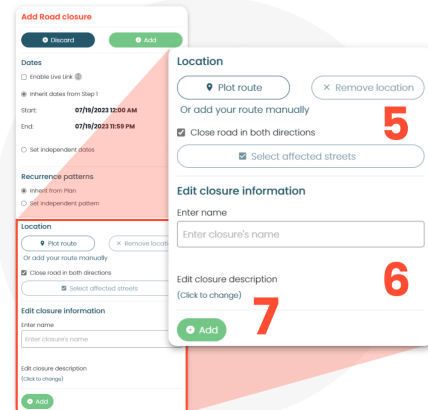 Add Road closure
Discard
Add
Dates
Enable Live Link
Inherit dates from Step 1
Start: 07/19/2023 12:00 AM
End: 07/19/2023 11:59 PM
Set independent dates
Recurrence patterns
Inherit from Plan
Set independent pattern
Location
Plot route
× Remove locati
Or add your route manually
Close road in both directions
Select affected streets
Edit closure information
Enter name
Enter closure's name
Edit closure description
(Click to change)
Add
Location
Plot route
× Remove location
5
Or add your route manually
Close road in both directions
Select affected streets
Edit closure information
Enter name
Enter closure's name
6
Edit closure description
(Click to change)
7
Add